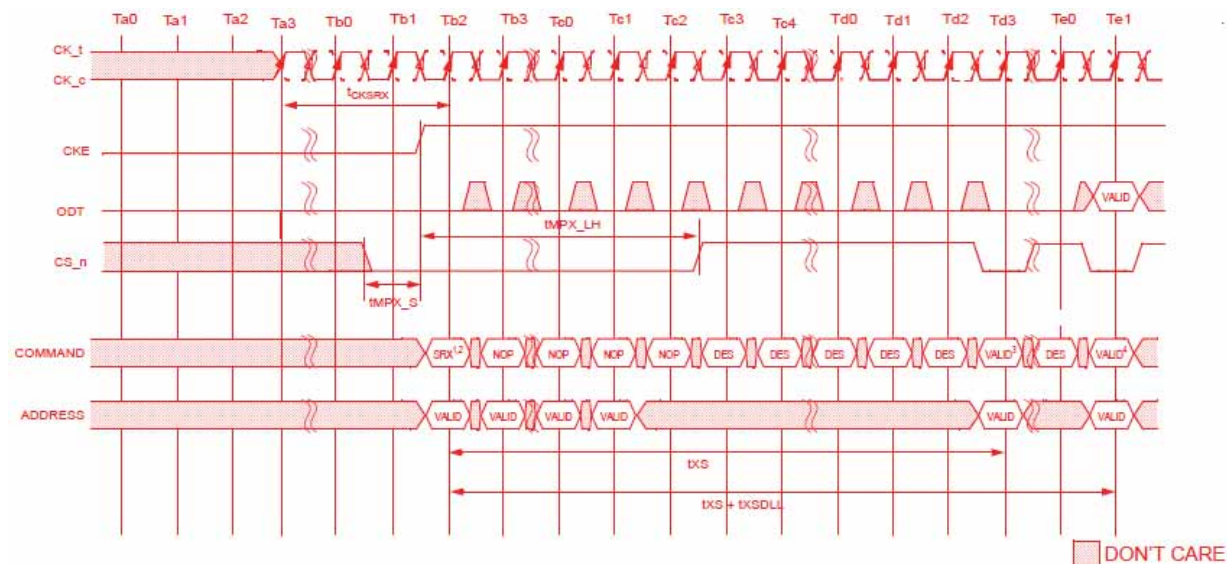 Ta0 Ta1 Ta2 Ta3 Tb0 Tb1 Tb2 Tb3 Tc0 Tc1 Tc2 Tc3 Tc4 Td0 Td1 Td2 Td3 Te0 Te1
CK_t
CK_c
tCKSRX
CKE
ODT
VALID
tMPX_LH
CS_n
tMPX_S
COMMAND SRX1,2 NOP NOP NOP NOP DES DES DES DES DES VALID3 DES VALID4
ADDRESS VALID VALID VALID VALID VALID VALID
tXS
tXS + tXSDLL
DON'T CARE